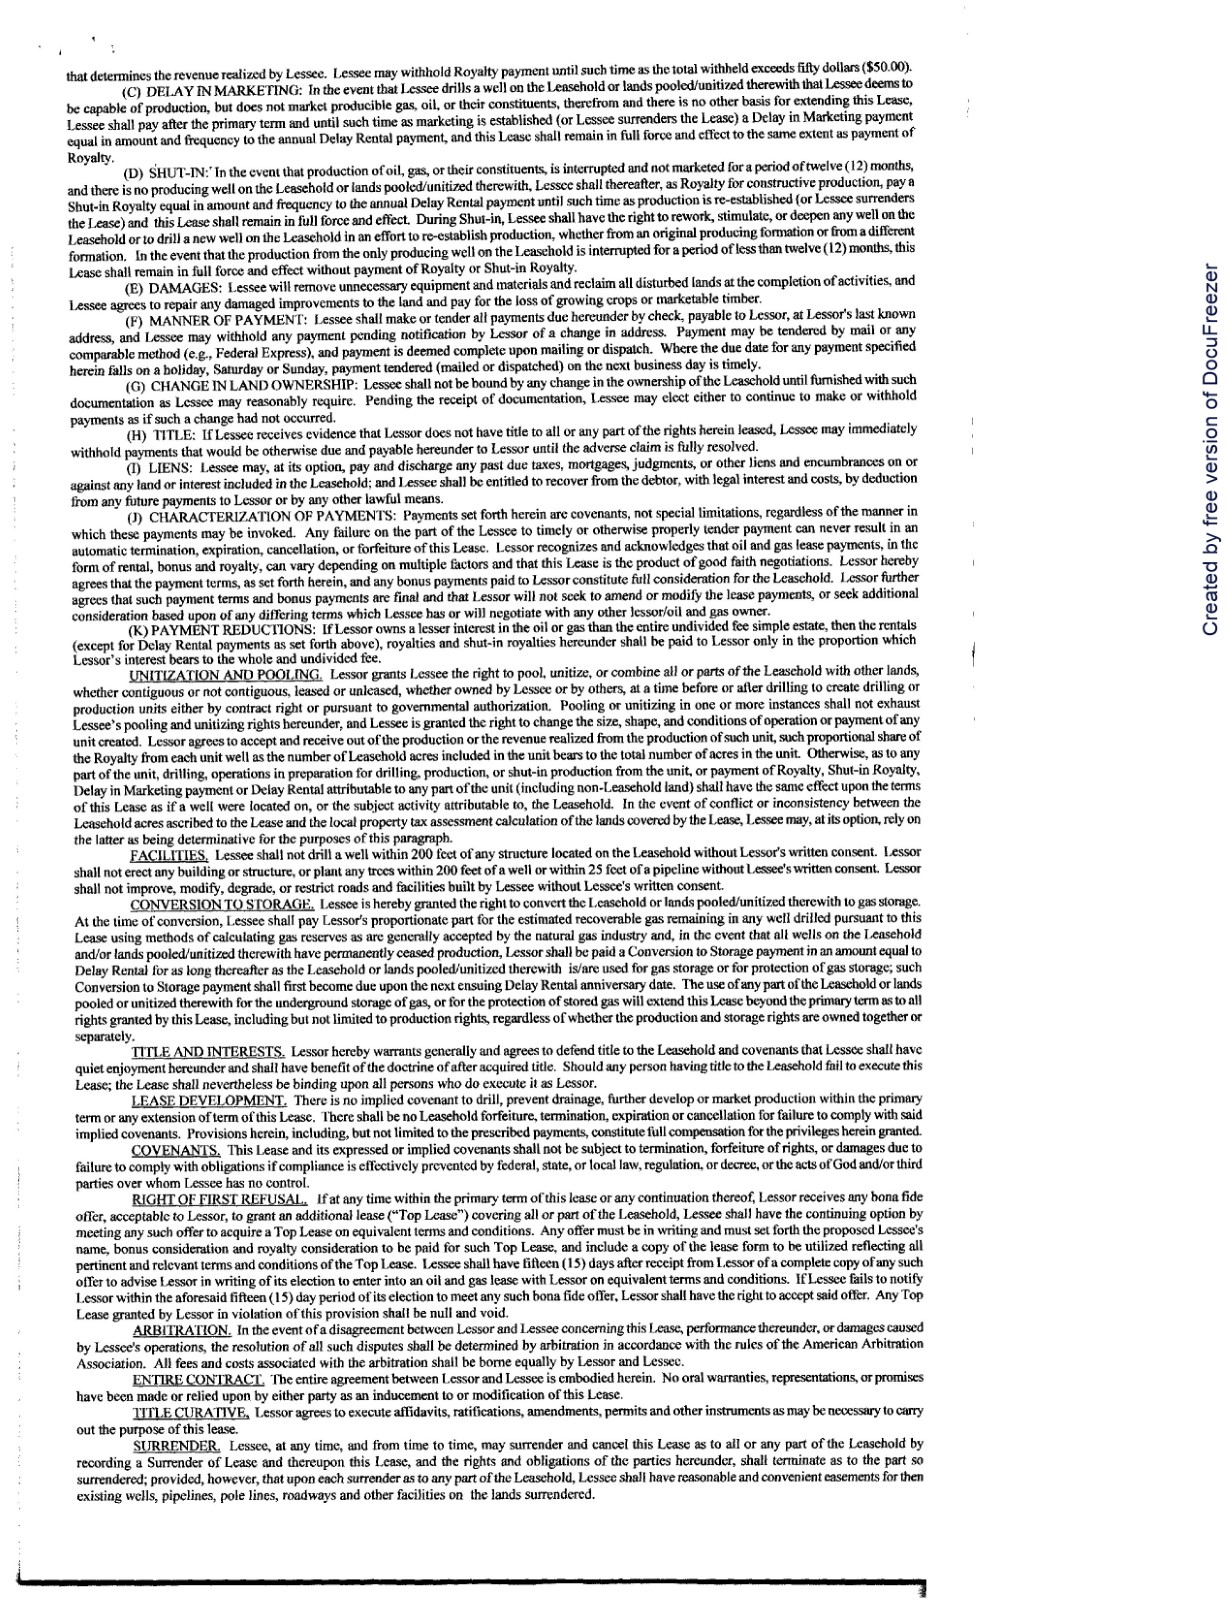 that determines the revenue realized by Lessee. Lessee may withhold Royalty payment until such time as the total withheld exceeds fifty dollars ($50.00).
(C) DELAY IN MARKETING: In the event that Lessee drills a well on the Leasehold or lands pooled/unitized therewith that Lessee deems to
be capable of production, but does not market producible gas, oil, or their constituents, therefrom and there is no other basis for extending this Lease,
Lessee shall pay after the primary term and until such time as marketing is established (or Lessee surrenders the Lease) a Delay in Marketing payment
equal in amount and frequency to the annual Delay Rental payment, and this Lease shall remain in full force and effect to the same extent as payment of
Royalty.
(D) SHUT-IN: In the event that production of oil, gas, or their constituents, is interrupted and not marketed for a period of twelve (12) months,
and there is no producing well on the Leasehold or lands pooled/unitized therewith, Lessee shall thereafter, as Royalty for constructive production, pay a
Shut-in Royalty equal in amount and frequency to the annual Delay Rental payment until such time as production is re-established (or Lessee surrenders
the Lease) and this Lease shall remain in full force and effect. During Shut-in, Lessee shall have the right to rework, stimulate, or deepen any well on the
Leasehold or to drill a new well on the Leasehold in an effort to re-establish production, whether from an original producing formation or from a different
formation. In the event that the production from the only producing well on the Leasehold is interrupted for a period of less than twelve (12) months, this
Lease shall remain in full force and effect without payment of Royalty or Shut-in Royalty.
(E) DAMAGES: Lessee will remove unnecessary equipment and materials and reclaim all disturbed lands at the completion of activities, and
Lessee agrees to repair any damaged improvements to the land and pay for the loss of growing crops or marketable timber.
(F) MANNER OF PAYMENT: Lessee shall make or tender all payments due hereunder by check, payable to Lessor, at Lessor's last known
address, and Lessee may withhold any payment pending notification by Lessor of a change in address. Payment may be tendered by mail or any
comparable method (e.g., Federal Express), and payment is deemed complete upon mailing or dispatch. Where the due date for any payment specified
herein falls on a holiday, Saturday or Sunday, payment tendered (mailed or dispatched) on the next business day is timely.
(G) CHANGE IN LAND OWNERSHIP: Lessee shall not be bound by any change in the ownership of the Leasehold until furnished with such
documentation as Lessee may reasonably require. Pending the receipt of documentation, Lessee may elect either to continue to make or withhold
payments as if such a change had not occurred.
(H) TITLE: If Lessee receives evidence that Lessor does not have title to all or any part of the rights herein leased, Lessee may immediately
withhold payments that would be otherwise due and payable hereunder to Lessor until the adverse claim is fully resolved.
(I) LIENS: Lessee may, at its option, pay and discharge any past due taxes, mortgages, judgments, or other liens and encumbrances on or
against any land or interest included in the Leasehold; and Lessee shall be entitled to recover from the debtor, with legal interest and costs, by deduction
from any future payments to Lessor or by any other lawful means.
(J) CHARACTERIZATION OF PAYMENTS: Payments set forth herein are covenants, not special limitations, regardless of the manner in
which these payments may be invoked. Any failure on the part of the Lessee to timely or otherwise properly tender payment can never result in an
automatic termination, expiration, cancellation, or forfeiture of this Lease. Lessor recognizes and acknowledges that oil and gas lease payments, in the
form of rental, bonus and royalty, can vary depending on multiple factors and that this Lease is the product of good faith negotiations. Lessor hereby
agrees that the payment terms, as set forth herein, and any bonus payments paid to Lessor constitute full consideration for the Leasehold. Lessor further
agrees that such payment terms and bonus payments are final and that Lessor will not seek to amend or modify the lease payments, or seek additional
consideration based upon of any differing terms which Lessee has or will negotiate with any other lessor/oil and gas owner.
(K) PAYMENT REDUCTIONS: If Lessor owns a lesser interest in the oil or gas than the entire undivided fee simple estate, then the rentals
(except for Delay Rental payments as set forth above), royalties and shut-in royalties hereunder shall be paid to Lessor only in the proportion which
Lessor's interest bears to the whole and undivided fee.
UNITIZATION AND POOLING. Lessor grants Lessee the right to pool, unitize, or combine all or parts of the Leasehold with other lands,
whether contiguous or not contiguous, leased or unleased, whether owned by Lessee or by others, at a time before or after drilling to create drilling or
production units either by contract right or pursuant to governmental authorization. Pooling or unitizing in one or more instances shall not exhaust
Lessee's pooling and unitizing rights hereunder, and Lessee is granted the right to change the size, shape, and conditions of operation or payment of any
unit created. Lessor agrees to accept and receive out of the production or the revenue realized from the production of such unit, such proportional share of
the Royalty from each unit well as the number of Leasehold acres included in the unit bears to the total number of acres in the unit. Otherwise, as to any
part of the unit, drilling, operations in preparation for drilling, production, or shut-in production from the unit, or payment of Royalty, Shut-in Royalty,
Delay in Marketing payment or Delay Rental attributable to any part of the unit (including non-Leasehold land) shall have the same effect upon the terms
of this Lease as if a well were located on, or the subject activity attributable to, the Leasehold. In the event of conflict or inconsistency between the
Leasehold acres ascribed to the Lease and the local property tax assessment calculation of the lands covered by the Lease, Lessee may, at its option, rely on
the latter as being determinative for the purposes of this paragraph.
FACILITIES. Lessee shall not drill a well within 200 feet of any structure located on the Leasehold without Lessor's written consent. Lessor
shall not erect any building or structure, or plant any trees within 200 feet of a well or within 25 feet of a pipeline without Lessee's written consent. Lessor
shall not improve, modify, degrade, or restrict roads and facilities built by Lessee without Lessee's written consent.
CONVERSION TO STORAGE. Lessee is hereby granted the right to convert the Leasehold or lands pooled/unitized therewith to gas storage.
At the time of conversion, Lessee shall pay Lessor's proportionate part for the estimated recoverable gas remaining in any well drilled pursuant to this
Lease using methods of calculating gas reserves as are generally accepted by the natural gas industry and, in the event that all wells on the Leasehold
and/or lands pooled/unitized therewith have permanently ceased production, Lessor shall be paid a Conversion to Storage payment in an amount equal to
Delay Rental for as long thereafter as the Leasehold or lands pooled/unitized therewith is/are used for gas storage or for protection of gas storage; such
Conversion to Storage payment shall first become due upon the next ensuing Delay Rental anniversary date. The use of any part of the Leasehold or lands
pooled or unitized therewith for the underground storage of gas, or for the protection of stored gas will extend this Lease beyond the primary term as to all
rights granted by this Lease, including but not limited to production rights, regardless of whether the production and storage rights are owned together or
separately.
TITLE AND INTERESTS. Lessor hereby warrants generally and agrees to defend title to the Leasehold and covenants that Lessee shall have
quiet enjoyment hereunder and shall have benefit of the doctrine of after acquired title. Should any person having title to the Leasehold fail to execute this
Lease; the Lease shall nevertheless be binding upon all persons who do execute it as Lessor.
LEASE DEVELOPMENT. There is no implied covenant to drill, prevent drainage, further develop or market production within the primary
term or any extension of term of this Lease. There shall be no Leasehold forfeiture, termination, expiration or cancellation for failure to comply with said
implied covenants. Provisions herein, including, but not limited to the prescribed payments, constitute full compensation for the privileges herein granted.
COVENANTS. This Lease and its expressed or implied covenants shall not be subject to termination, forfeiture of rights, or damages due to
failure to comply with obligations if compliance is effectively prevented by federal, state, or local law, regulation, or decree, or the acts of God and/or third
parties over whom Lessee has no control.
RIGHT OF FIRST REFUSAL. If at any time within the primary term of this lease or any continuation thereof, Lessor receives any bona fide
offer, acceptable to Lessor, to grant an additional lease ("Top Lease") covering all or part of the Leasehold, Lessee shall have the continuing option by
meeting any such offer to acquire a Top Lease on equivalent terms and conditions. Any offer must be in writing and must set forth the proposed Lessee's
name, bonus consideration and royalty consideration to be paid for such Top Lease, and include a copy of the lease form to be utilized reflecting all
pertinent and relevant terms and conditions of the Top Lease. Lessee shall have fifteen (15) days after receipt from Lessor of a complete copy of any such
offer to advise Lessor in writing of its election to enter into an oil and gas lease with Lessor on equivalent terms and conditions. If Lessee fails to notify
Lessor within the aforesaid fifteen (15) day period of its election to meet any such bona fide offer, Lessor shall have the right to accept said offer. Any Top
Lease granted by Lessor in violation of this provision shall be null and void.
ARBITRATION. In the event of a disagreement between Lessor and Lessee concerning this Lease, performance thereunder, or damages caused
by Lessee's operations, the resolution of all such disputes shall be determined by arbitration in accordance with the rules of the American Arbitration
Association. All fees and costs associated with the arbitration shall be borne equally by Lessor and Lessee.
ENTIRE CONTRACT. The entire agreement between Lessor and Lessee is embodied herein. No oral warranties, representations, or promises
have been made or relied upon by either party as an inducement to or modification of this Lease.
TITLE CURATIVE. Lessor agrees to execute affidavits, ratifications, amendments, permits and other instruments as may be necessary to carry
out the purpose of this lease.
SURRENDER. Lessee, at any time, and from time to time, may surrender and cancel this Lease as to all or any part of the Leasehold by
recording a Surrender of Lease and thereupon this Lease, and the rights and obligations of the parties hereunder, shall terminate as to the part so
surrendered; provided, however, that upon each surrender as to any part of the Leasehold, Lessee shall have reasonable and convenient easements for then
existing wells, pipelines, pole lines, roadways and other facilities on the lands surrendered.
Created by free version of DocuFreezer